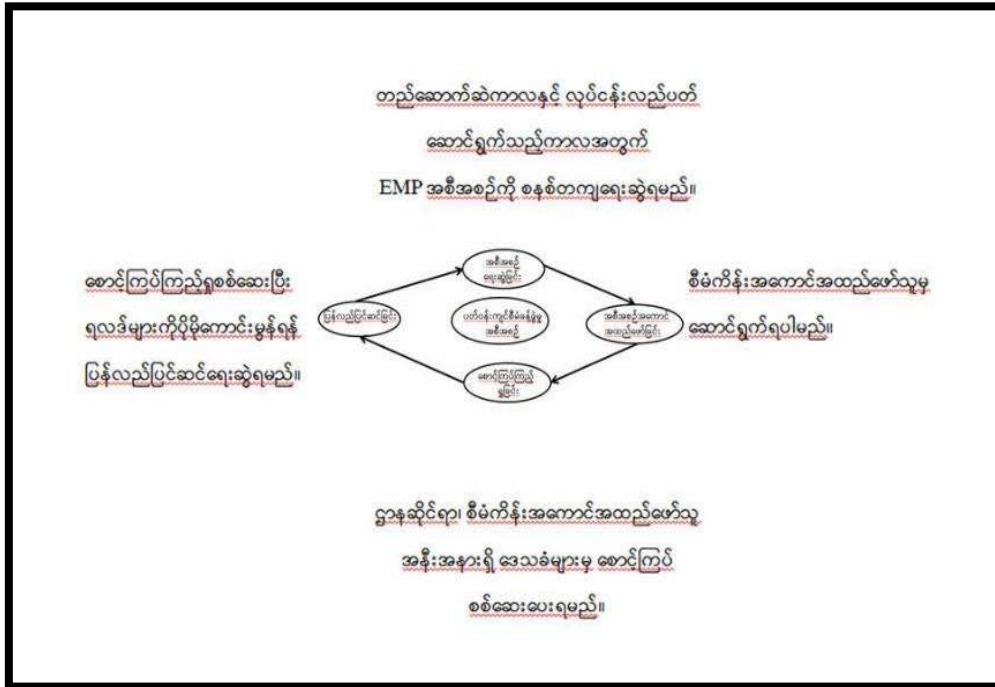 တည်ဆောက်ဆဲကာလနှင့် လုပ်ငန်းလည်ပတ်
ဆောင်ရွက်သည့်ကာလအတွက်
EMP အစီအစဉ်ကို စနစ်တကျရေးဆွဲရမည်။
အစီအစဉ်
ရေးဆွဲခြင်း
စောင့်ကြပ်ကြည့်ရှုစစ်ဆေးပြီး
ရလဒ်များကိုပိုမိုကောင်းမွန်ရန်
ပြန်လည်ပြင်ဆင်ရေးဆွဲရမည်။
ပြန်လည်ပြင်ဆင်ခြင်း
ပတ်ဝန်းကျင်စီမံခန့်ခွဲမှု
အစီအစဉ်
အစီအစဉ်အကောင်
အထည်ဖော်ခြင်း
စီမံကိန်းအကောင်အထည်ဖော်သူမှ
ဆောင်ရွက်ရပါမည်။
စောင့်ကြပ်ကြည့်
ရှုခြင်း
ဌာနဆိုင်ရာ၊ စီမံကိန်းအကောင်အထည်ဖော်သူ
အနီးအနားရှိ ဒေသခံများမှ စောင့်ကြပ်
စစ်ဆေးပေးရမည်။